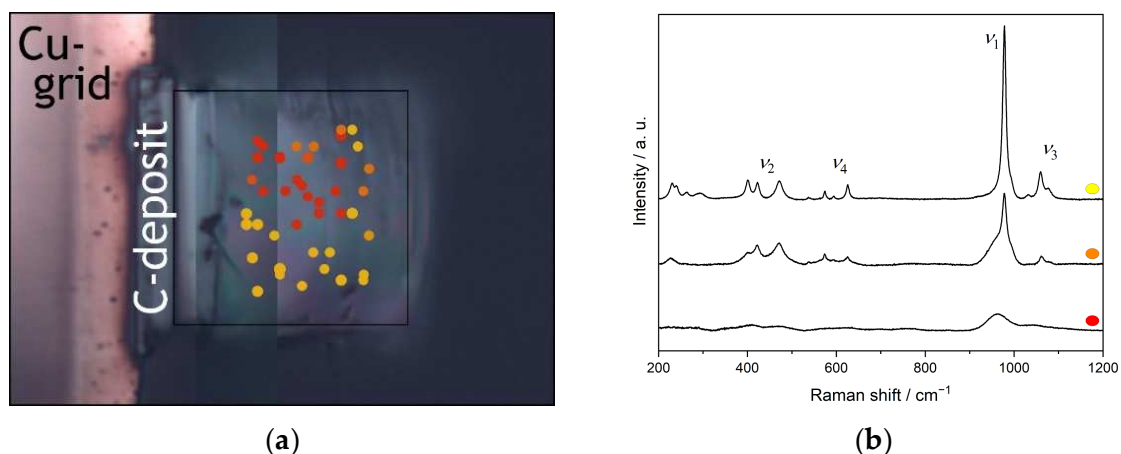 Cu-
grid
C-deposit
(a)
Intensity / a. u.
ν1
ν2
ν4
ν3
200 400 600 800 1000 1200
Raman shift / cm−1
(b)